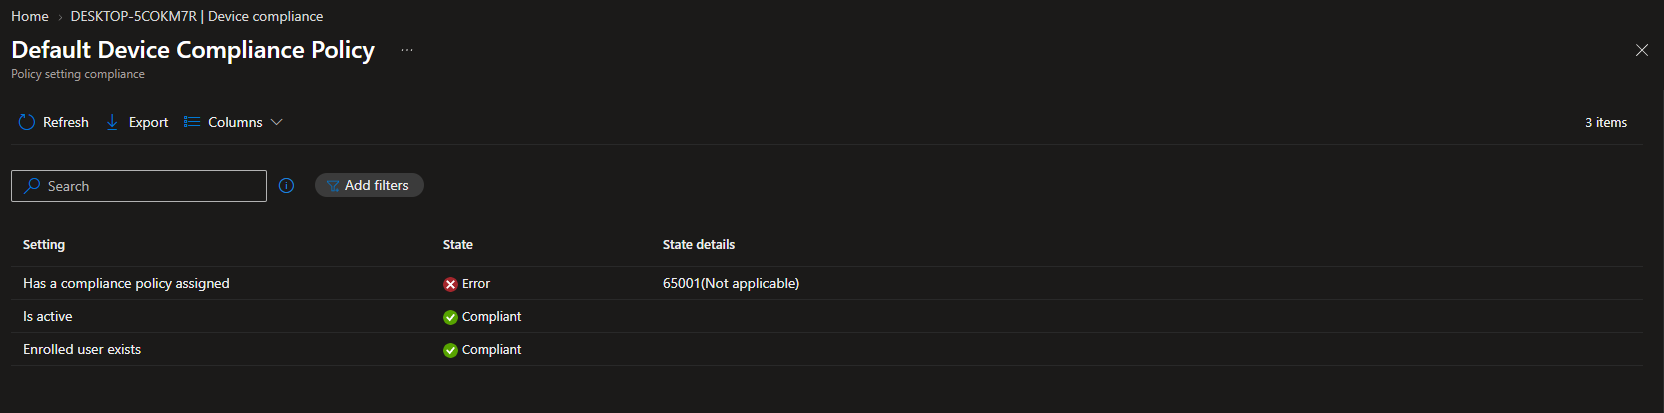 Home > DESKTOP-5COKM7R | Device compliance
Default Device Compliance Policy ...
Policy setting compliance
Refresh Export Columns 3 items
Search Add filters
Setting State State details
Has a compliance policy assigned Error 65001(Not applicable)
Is active Compliant
Enrolled user exists Compliant